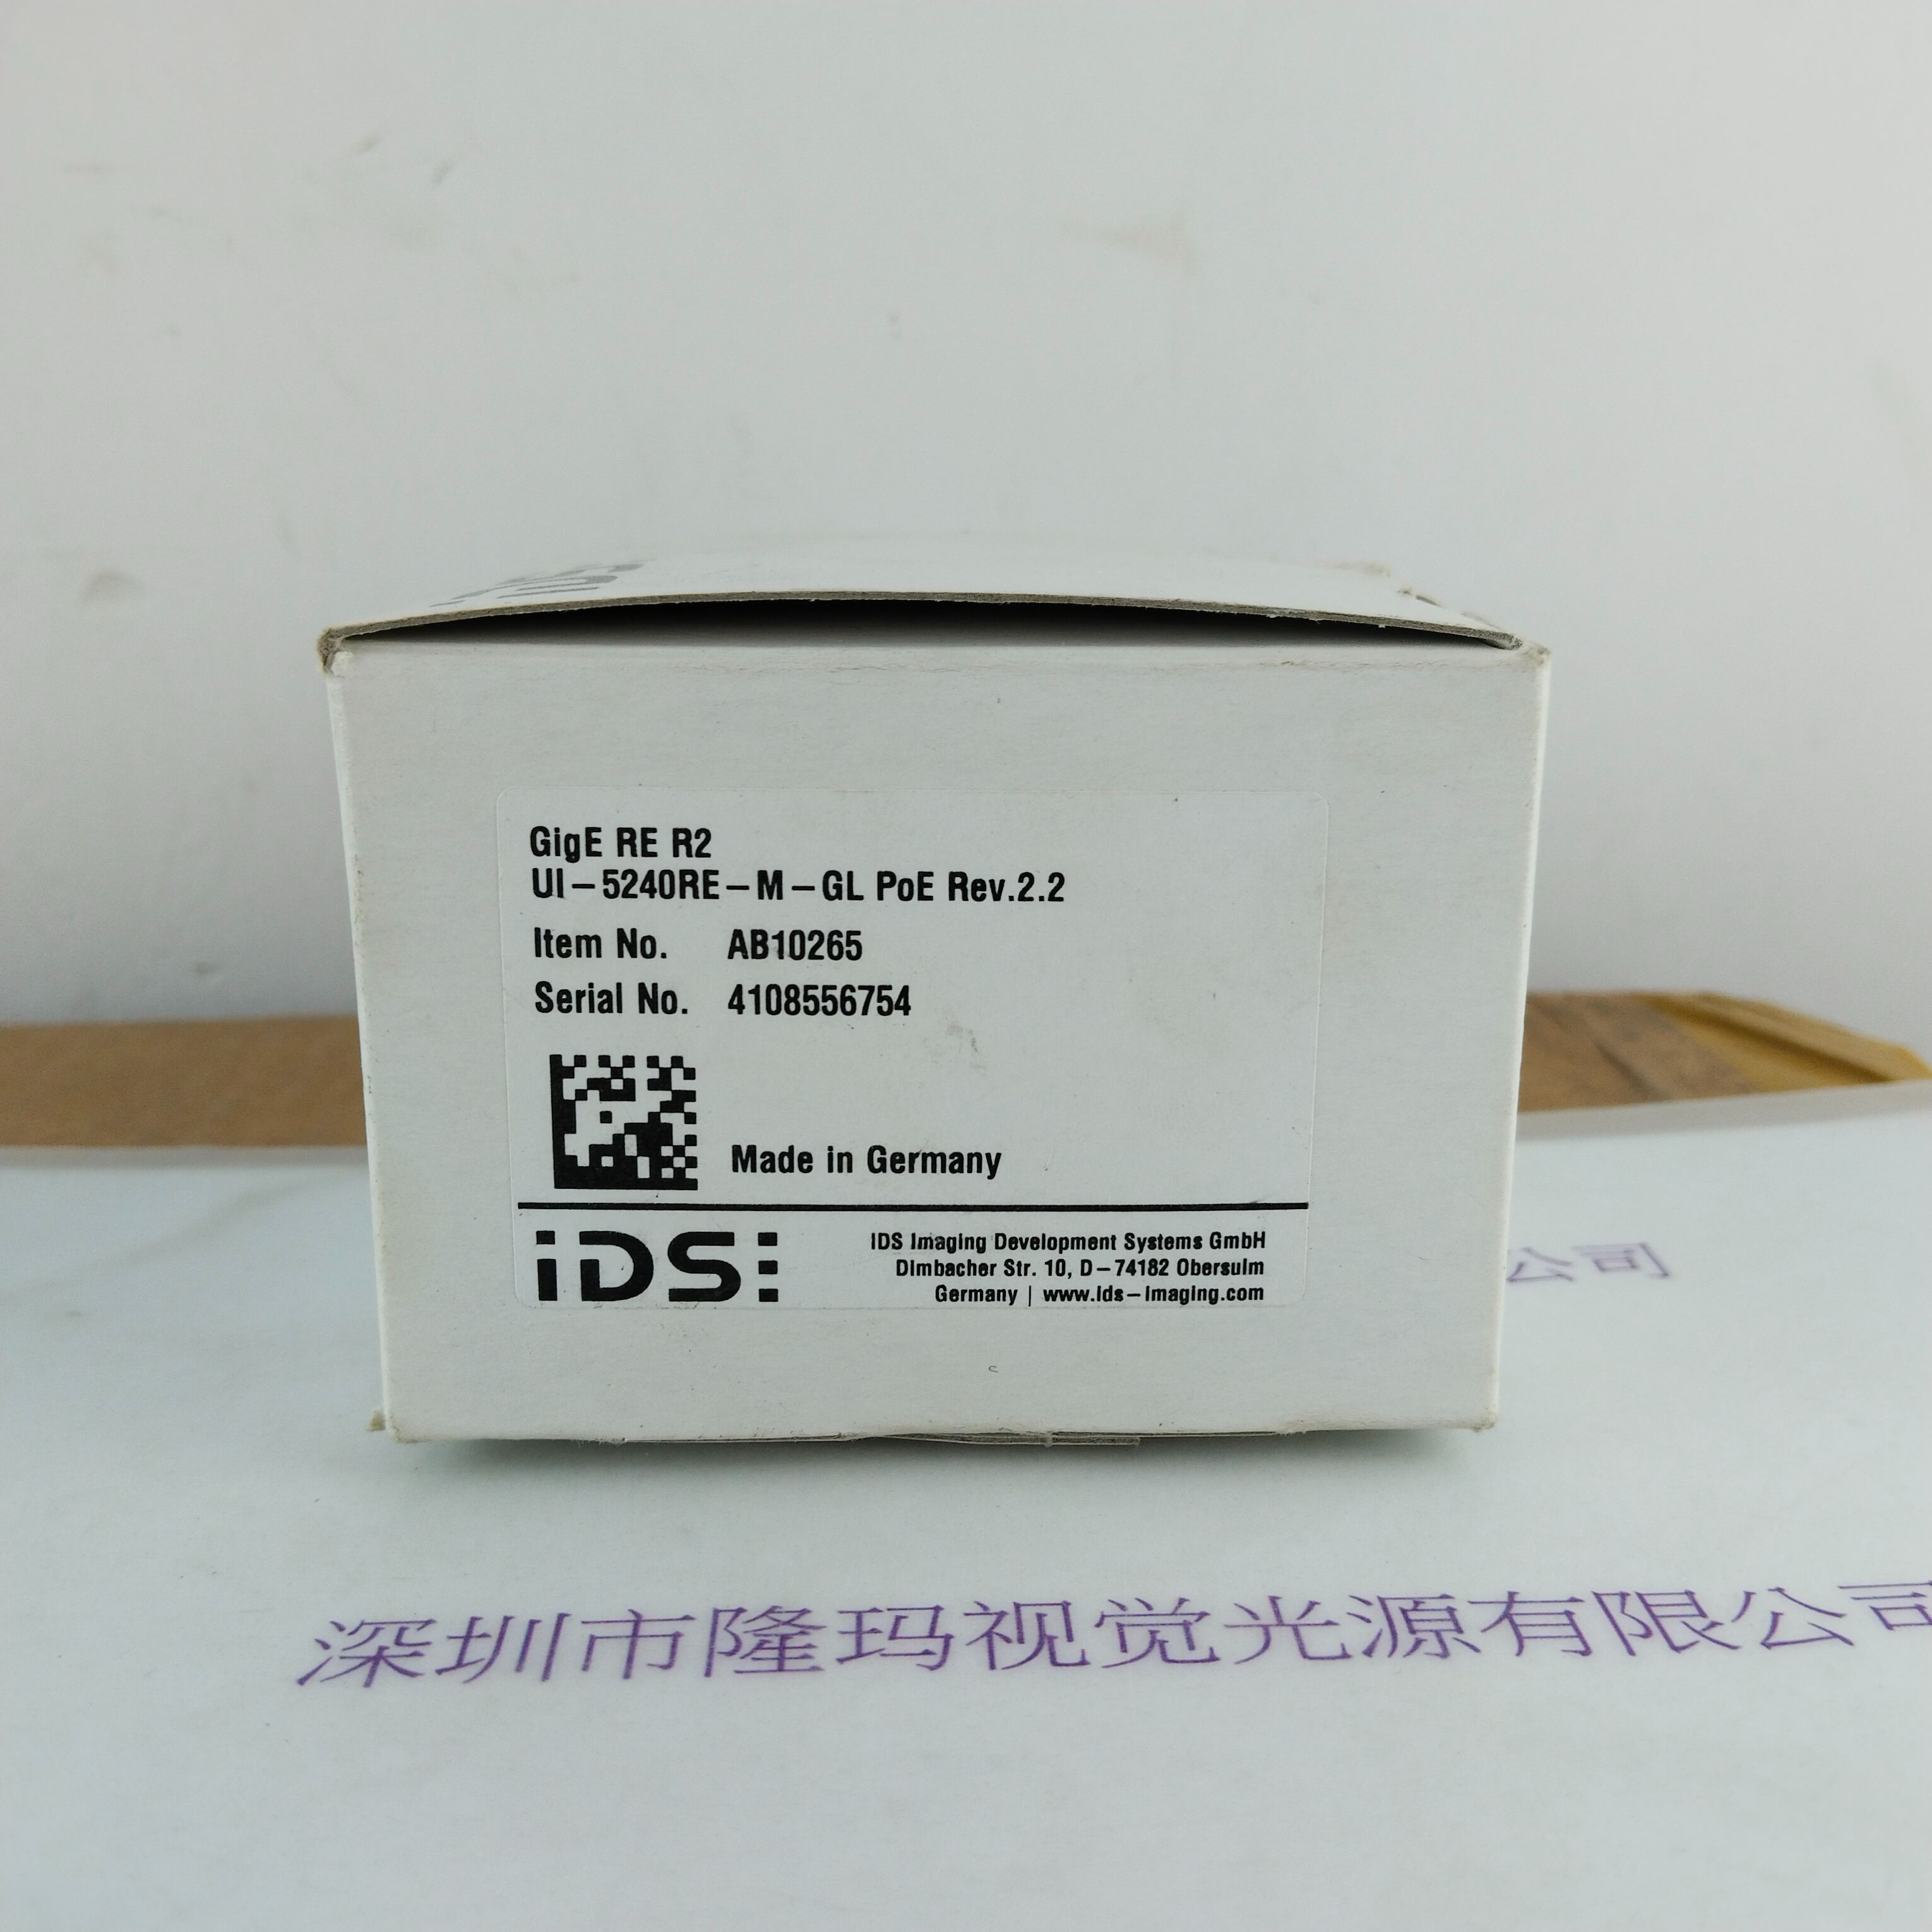 GigE RE R2
UI-5240RE-M-GL PoE Rev.2.2
Item No. AB10265
Serial No. 4108556754
Made in Germany
IDS
IDS Imaging Development Systems GmbH
Dimbacher Str. 10, D-74182 Obersulm
Germany | www.ids-imaging.com
公司
深圳市隆玛视觉光源有限公司